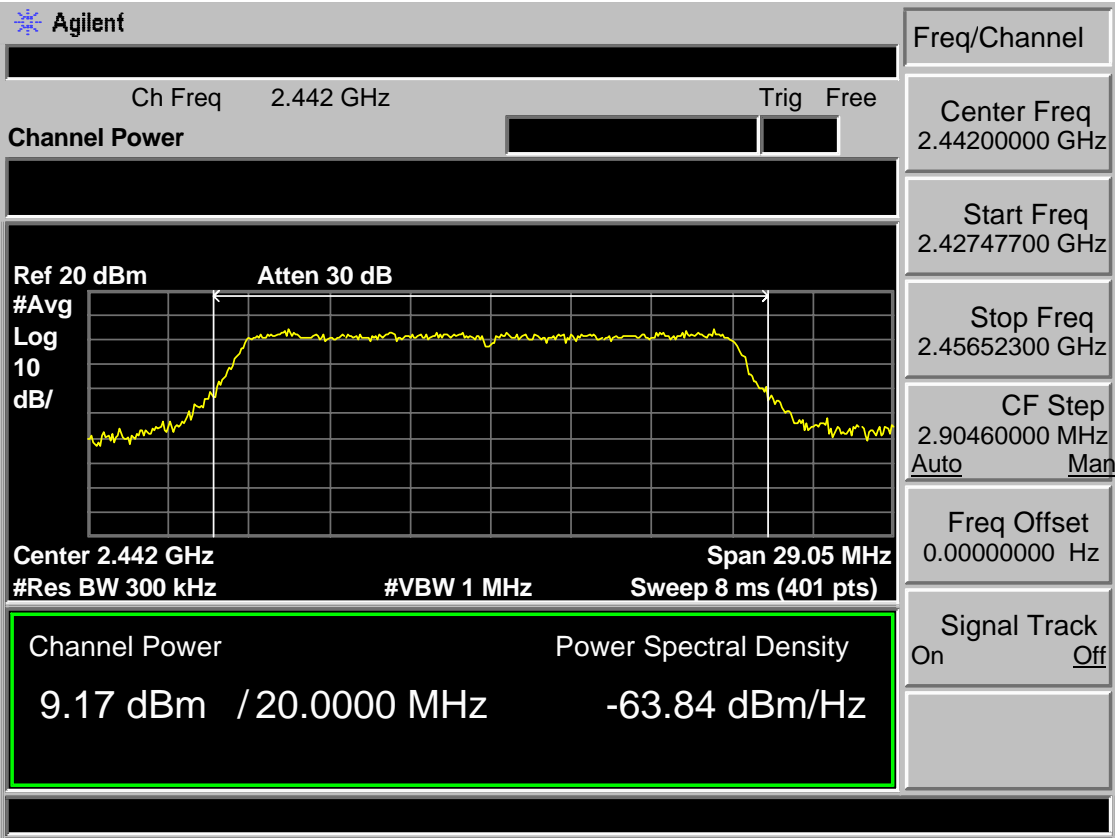 Agilent
Freq/Channel
Ch Freq 2.442 GHz Trig Free
Channel Power
Center Freq
2.44200000 GHz
Start Freq
2.42747700 GHz
Stop Freq
2.45652300 GHz
CF Step
2.90460000 MHz
Auto Man
Freq Offset
0.00000000 Hz
Signal Track
On Off
Ref 20 dBm Atten 30 dB
#Avg
Log
10
dB/
Center 2.442 GHz Span 29.05 MHz
#Res BW 300 kHz #VBW 1 MHz Sweep 8 ms (401 pts)
Channel Power Power Spectral Density
9.17 dBm / 20.0000 MHz -63.84 dBm/Hz